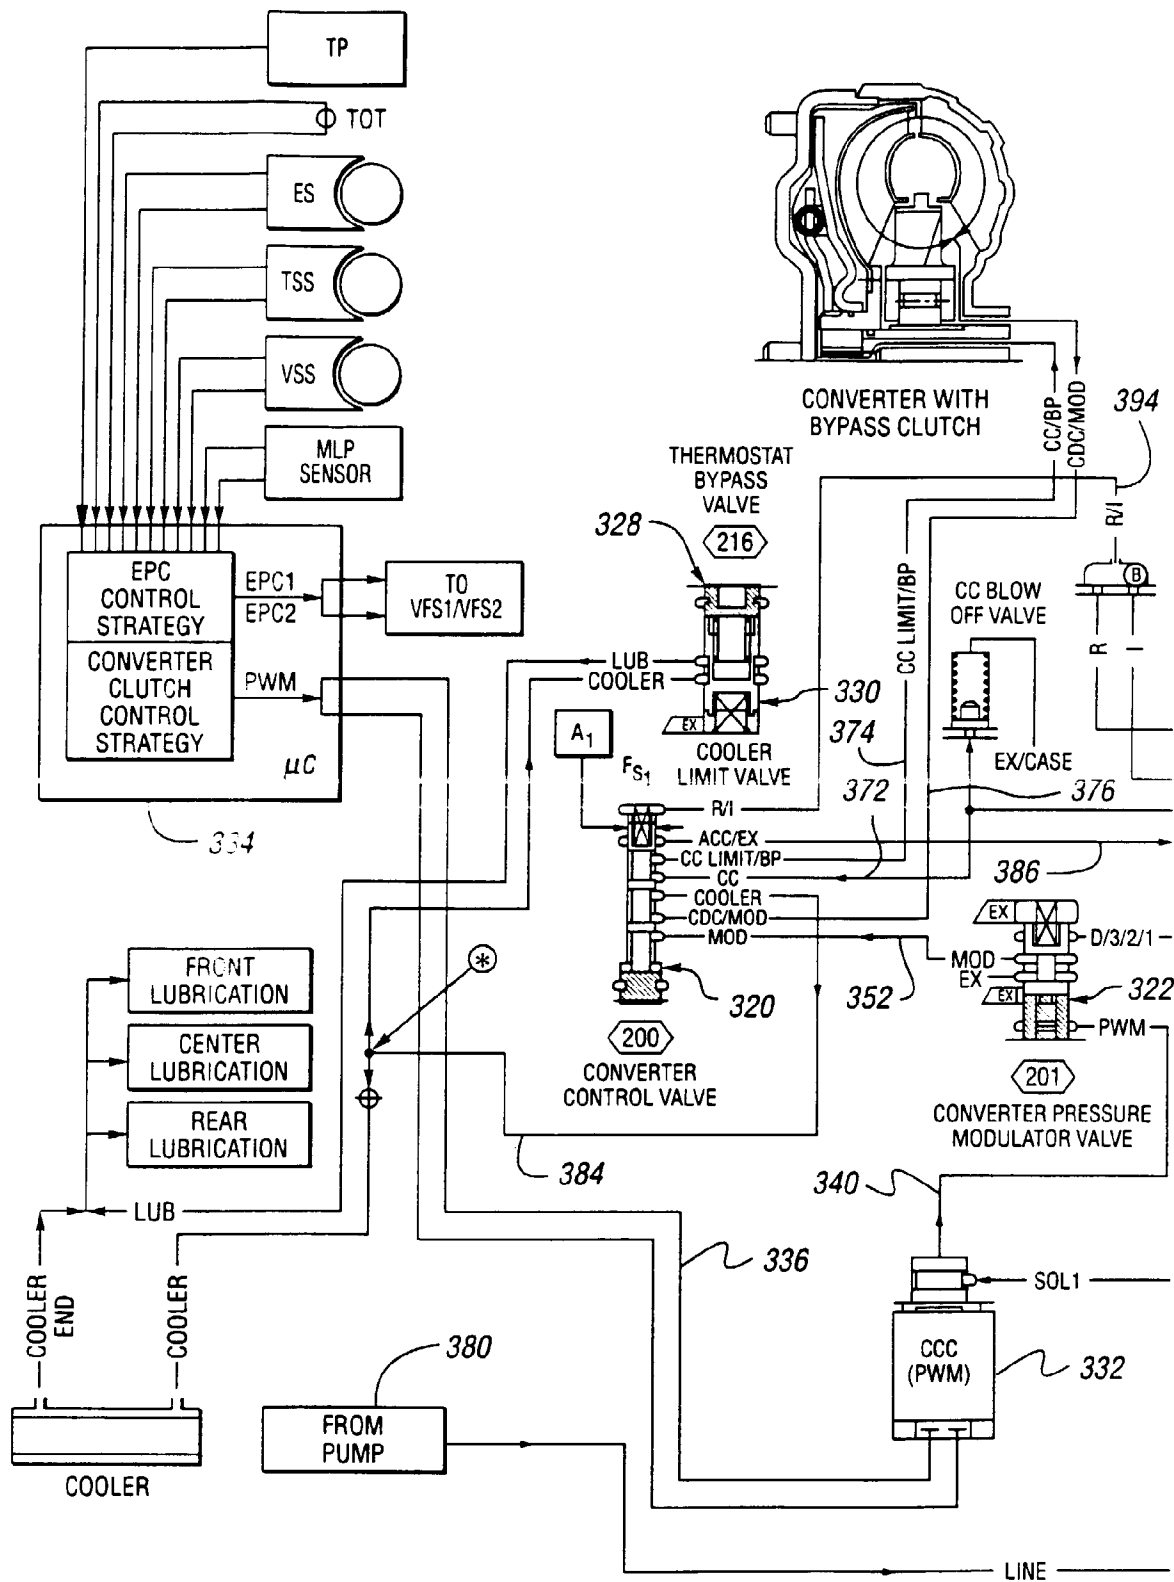 TP
TOT
ES
TSS
VSS
MLP
SENSOR
EPC
CONTROL
STRATEGY
EPC1
EPC2
TO
VFS1/VFS2
CONVERTER
CLUTCH
CONTROL
STRATEGY
PWM
μC
CONVERTER WITH
BYPASS CLUTCH
CC/BP
CDC/MOD
394
R/I
B
R
I
THERMOSTAT
BYPASS
VALVE
328
216
LUB
COOLER
330
EX
COOLER
LIMIT VALVE
CC LIMIT/BP
374
372
CC BLOW
OFF VALVE
EX/CASE
376
A1
FS1
R/I
ACC/EX
CC LIMIT/BP
CC
COOLER
CDC/MOD
MOD
386
352
320
200
CONVERTER
CONTROL VALVE
EX
D/3/2/1
MOD
EX
EX
322
PWM
201
CONVERTER PRESSURE
MODULATOR VALVE
FRONT
LUBRICATION
CENTER
LUBRICATION
REAR
LUBRICATION
*
384
LUB
COOLER
END
COOLER
COOLER
336
340
SOL1
CCC
(PWM)
332
380
FROM
PUMP
LINE